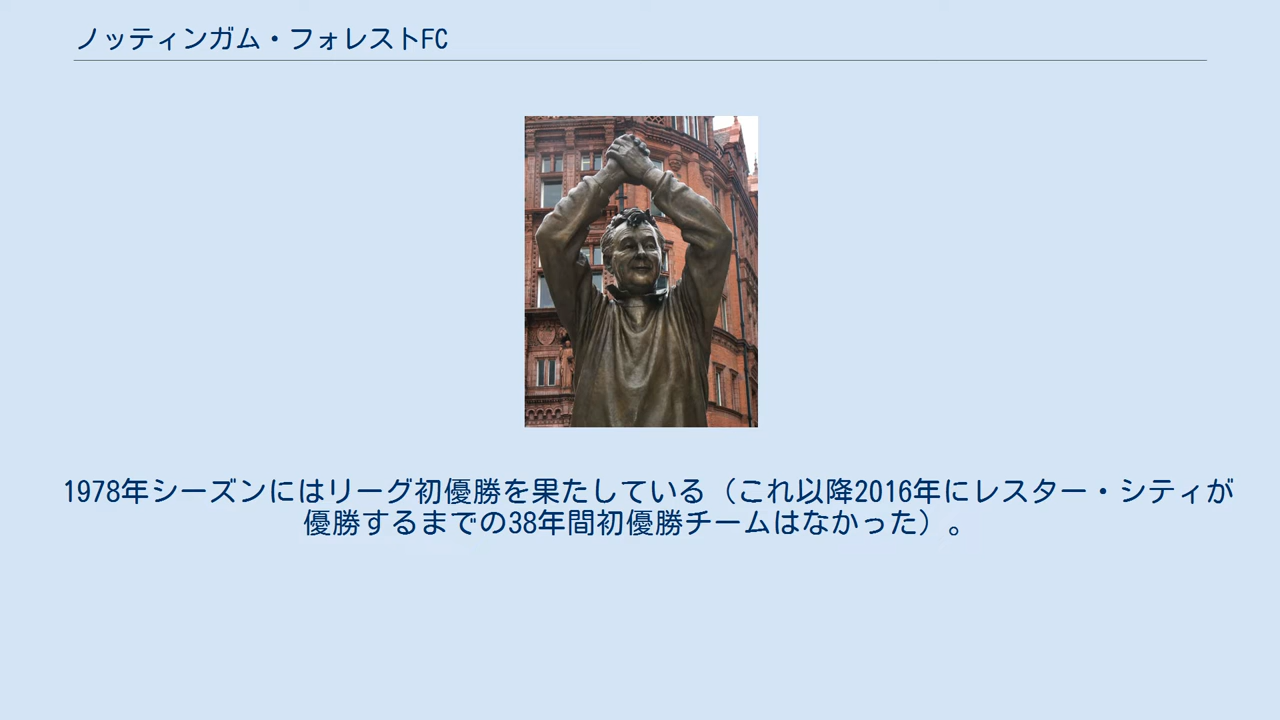 ノッティンガム・フォレストFC
1978年シーズンにはリーグ初優勝を果たしている（これ以降2016年にレスター・シティが
優勝するまでの38年間初優勝チームはなかった）。